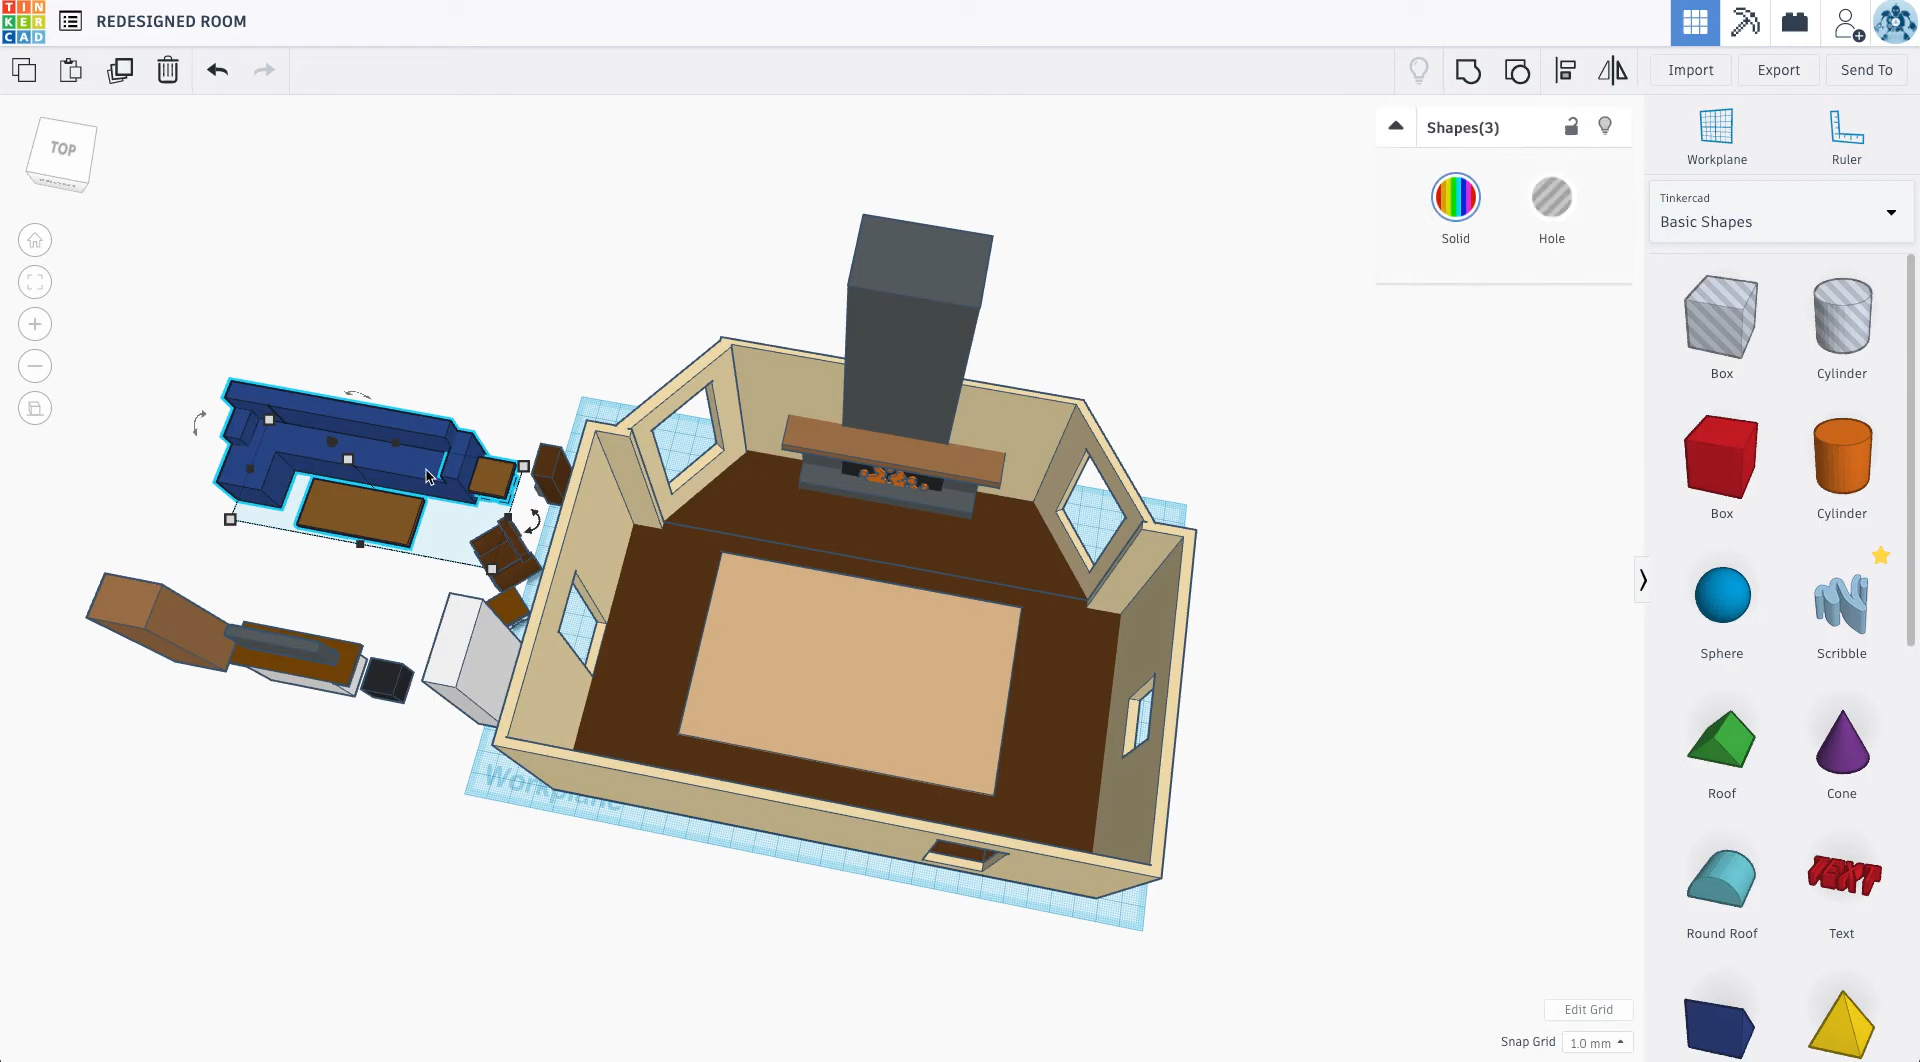 TIN
KER
CAD
REDESIGNED ROOM
Import
Export
Send To
TOP
Shapes(3)
Solid
Hole
Workplane
Ruler
Tinkercad
Basic Shapes
Box
Cylinder
Box
Cylinder
Sphere
Scribble
Roof
Cone
Round Roof
Text
TEXT
Workplane
Edit Grid
Snap Grid
1.0 mm